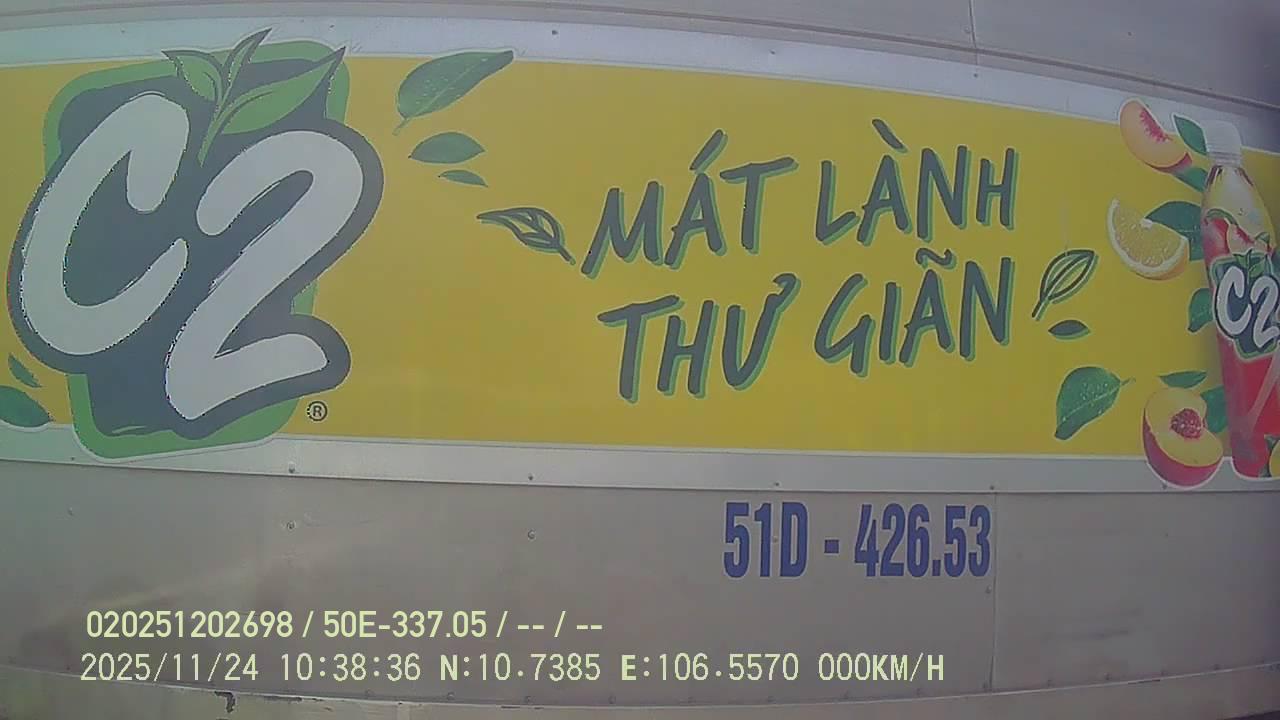 C2
®
MÁT LÀNH
THƯ GIÃN
C2
51D - 426.53
020251202698 / 50E-337.05 / -- / --
2025/11/24 10:38:36 N:10.7385 E:106.5570 000KM/H